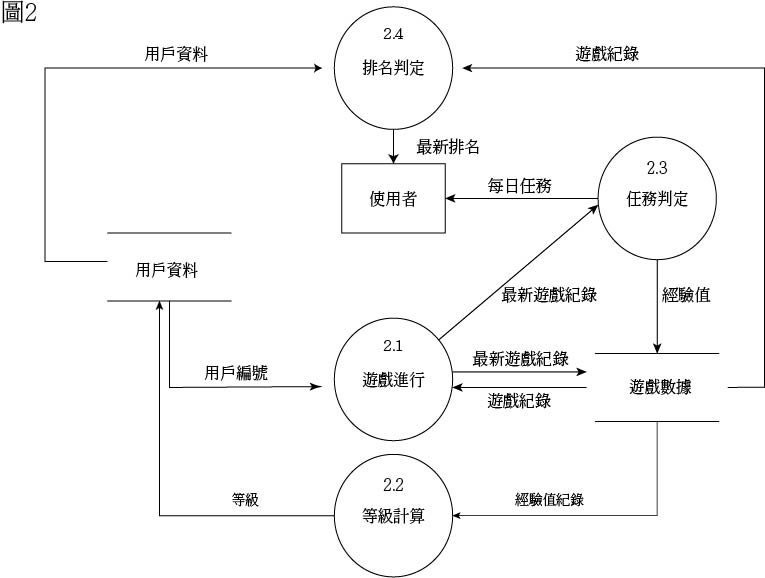 圖2
2.4
排名判定
用戶資料
遊戲紀錄
最新排名
使用者
每日任務
2.3
任務判定
用戶資料
最新遊戲紀錄
經驗值
2.1
遊戲進行
用戶編號
最新遊戲紀錄
遊戲紀錄
遊戲數據
2.2
等級計算
等級
經驗值紀錄